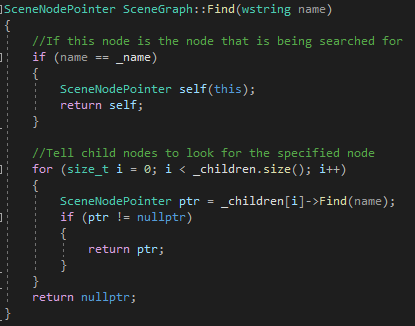 SceneNodePointer SceneGraph::Find(wstring name)
{
    //If this node is the node that is being searched for
    if (name == _name)
    {
        SceneNodePointer self(this);
        return self;
    }

    //Tell child nodes to look for the specified node
    for (size_t i = 0; i < _children.size(); i++)
    {
        SceneNodePointer ptr = _children[i]->Find(name);
        if (ptr != nullptr)
        {
            return ptr;
        }
    }
    return nullptr;
}